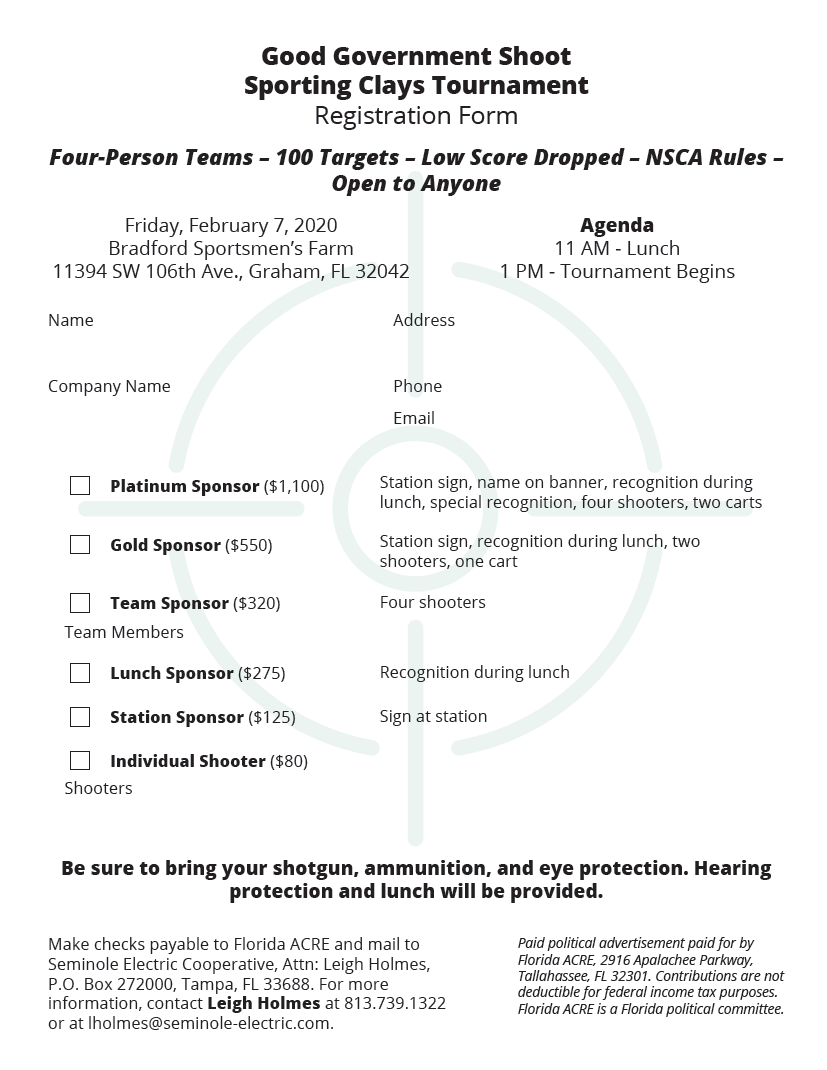 Good Government Shoot
Sporting Clays Tournament
Registration Form
Four-Person Teams – 100 Targets – Low Score Dropped – NSCA Rules –
Open to Anyone
Friday, February 7, 2020
Bradford Sportsmen’s Farm
11394 SW 106th Ave., Graham, FL 32042
Agenda
11 AM - Lunch
1 PM - Tournament Begins
Name
Address
Company Name
Phone
Email
Platinum Sponsor ($1,100)
Station sign, name on banner, recognition during
lunch, special recognition, four shooters, two carts
Gold Sponsor ($550)
Station sign, recognition during lunch, two
shooters, one cart
Team Sponsor ($320)
Four shooters
Team Members
Lunch Sponsor ($275)
Recognition during lunch
Station Sponsor ($125)
Sign at station
Individual Shooter ($80)
Shooters
Be sure to bring your shotgun, ammunition, and eye protection. Hearing
protection and lunch will be provided.
Make checks payable to Florida ACRE and mail to
Seminole Electric Cooperative, Attn: Leigh Holmes,
P.O. Box 272000, Tampa, FL 33688. For more
information, contact Leigh Holmes at 813.739.1322
or at lholmes@seminole-electric.com.
Paid political advertisement paid for by
Florida ACRE, 2916 Apalachee Parkway,
Tallahassee, FL 32301. Contributions are not
deductible for federal income tax purposes.
Florida ACRE is a Florida political committee.